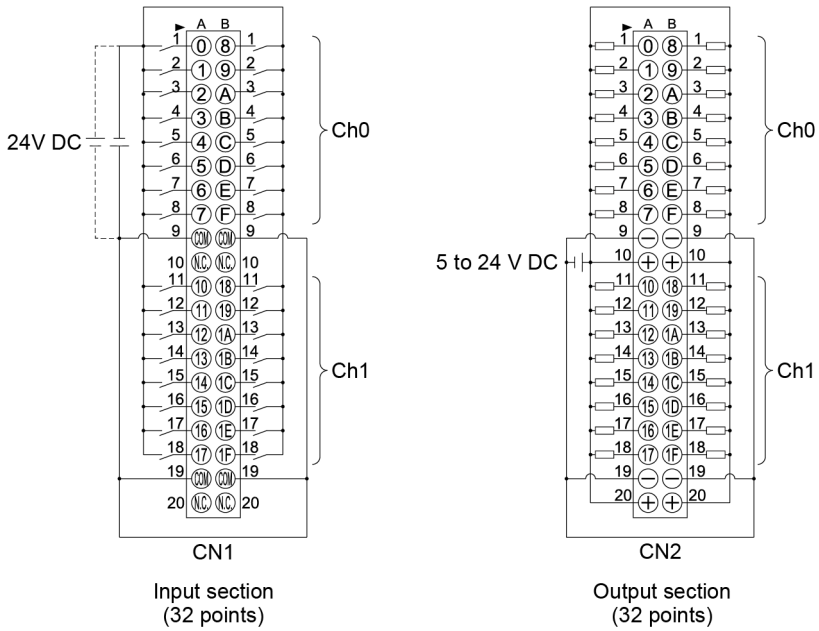 A B
1 0 8 1
2 1 9 2
3 2 A 3
4 3 B 4
5 4 C 5
6 5 D 6
7 6 E 7
8 7 F 8
9 COM COM 9
10 N.C. N.C. 10
11 10 18 11
12 11 19 12
13 12 1A 13
14 13 1B 14
15 14 1C 15
16 15 1D 16
17 16 1E 17
18 17 1F 18
19 COM COM 19
20 N.C. N.C. 20
24V DC
Ch0
Ch1
CN1
Input section
(32 points)
A B
1 0 8 1
2 1 9 2
3 2 A 3
4 3 B 4
5 4 C 5
6 5 D 6
7 6 E 7
8 7 F 8
9 − − 9
10 + + 10
11 10 18 11
12 11 19 12
13 12 1A 13
14 13 1B 14
15 14 1C 15
16 15 1D 16
17 16 1E 17
18 17 1F 18
19 − − 19
20 + + 20
5 to 24 V DC
Ch0
Ch1
CN2
Output section
(32 points)